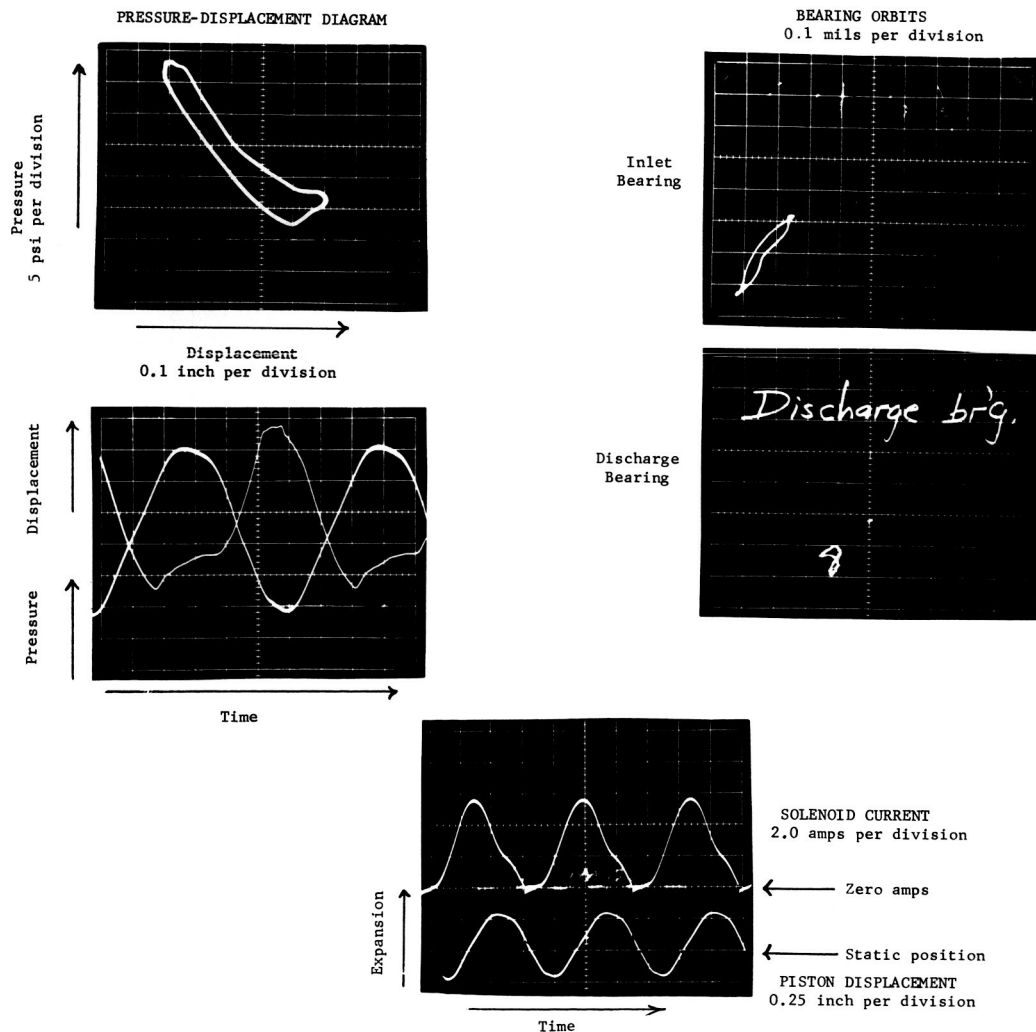 PRESSURE-DISPLACEMENT DIAGRAM
Pressure
5 psi per division
Displacement
0.1 inch per division
Displacement
Pressure
Time
BEARING ORBITS
0.1 mils per division
Inlet
Bearing
Discharge br'g.
Discharge
Bearing
SOLENOID CURRENT
2.0 amps per division
Zero amps
Expansion
Static position
PISTON DISPLACEMENT
0.25 inch per division
Time